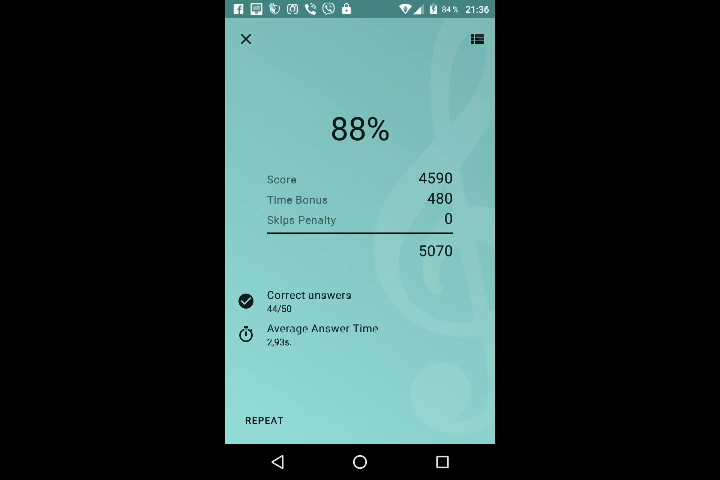 84 % 21:36
88%
Score 4590
Time Bonus 480
Skips Penalty 0
5070
Correct answers
44/50
Average Answer Time
2,93s.
REPEAT